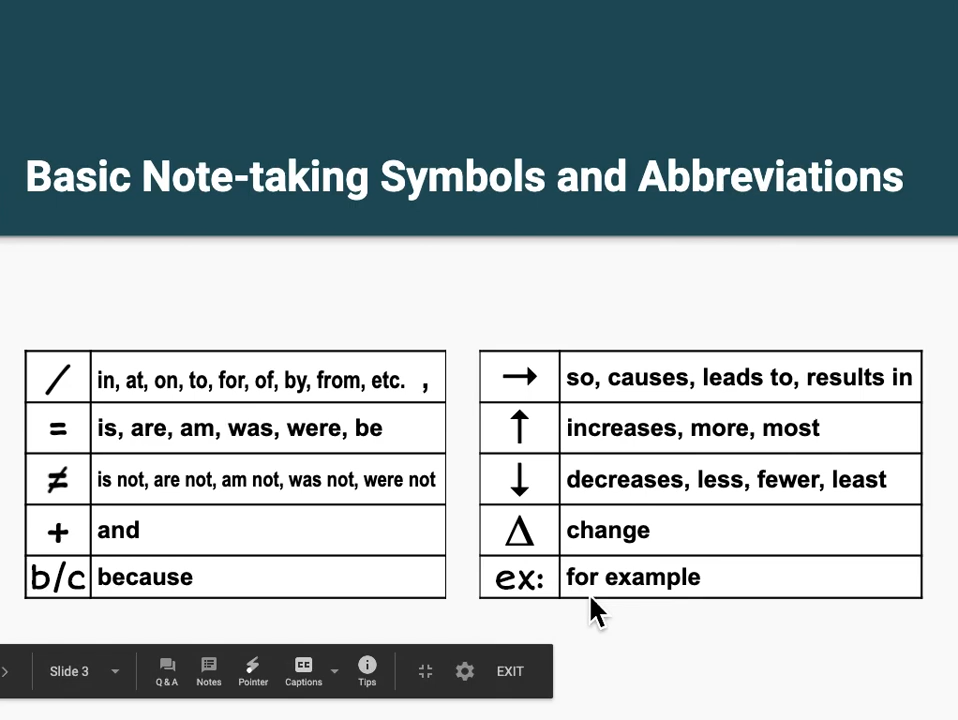 Basic Note-taking Symbols and Abbreviations
/ in, at, on, to, for, of, by, from, etc. ,
= is, are, am, was, were, be
≠ is not, are not, am not, was not, were not
+ and
b/c because
→ so, causes, leads to, results in
↑ increases, more, most
↓ decreases, less, fewer, least
Δ change
ex: for example
Slide 3
Q & A
Notes
Pointer
Captions
Tips
EXIT